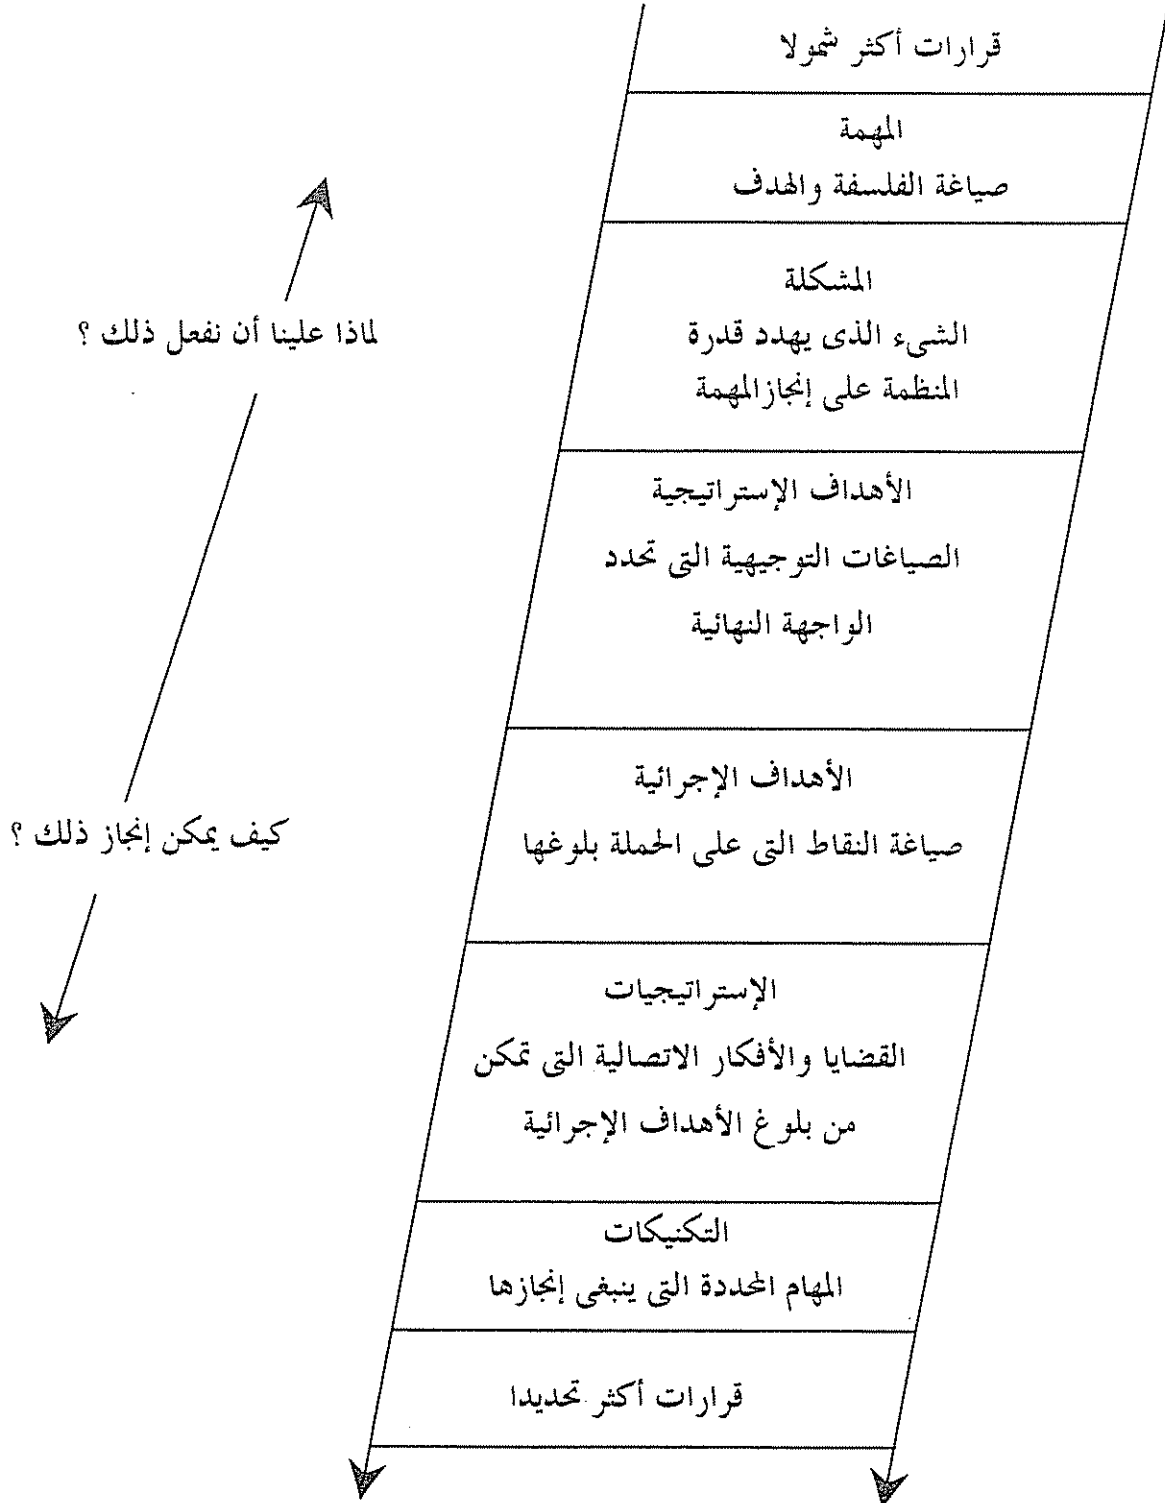 قرارات أكثر شمولا
المهمة
صياغة الفلسفة والهدف
المشكلة
الشىء الذى يهدد قدرة
المنظمة على إنجازالمهمة
لماذا علينا أن نفعل ذلك ؟
الأهداف الإستراتيجية
الصياغات التوجيهية التى تحدد
الواجهة النهائية
الأهداف الإجرائية
صياغة النقاط التى على الحملة بلوغها
كيف يمكن إنجاز ذلك ؟
الإستراتيجيات
القضايا والأفكار الاتصالية التى تمكن
من بلوغ الأهداف الإجرائية
التكنيكات
المهام المحددة التى ينبغى إنجازها
قرارات أكثر تحديدا